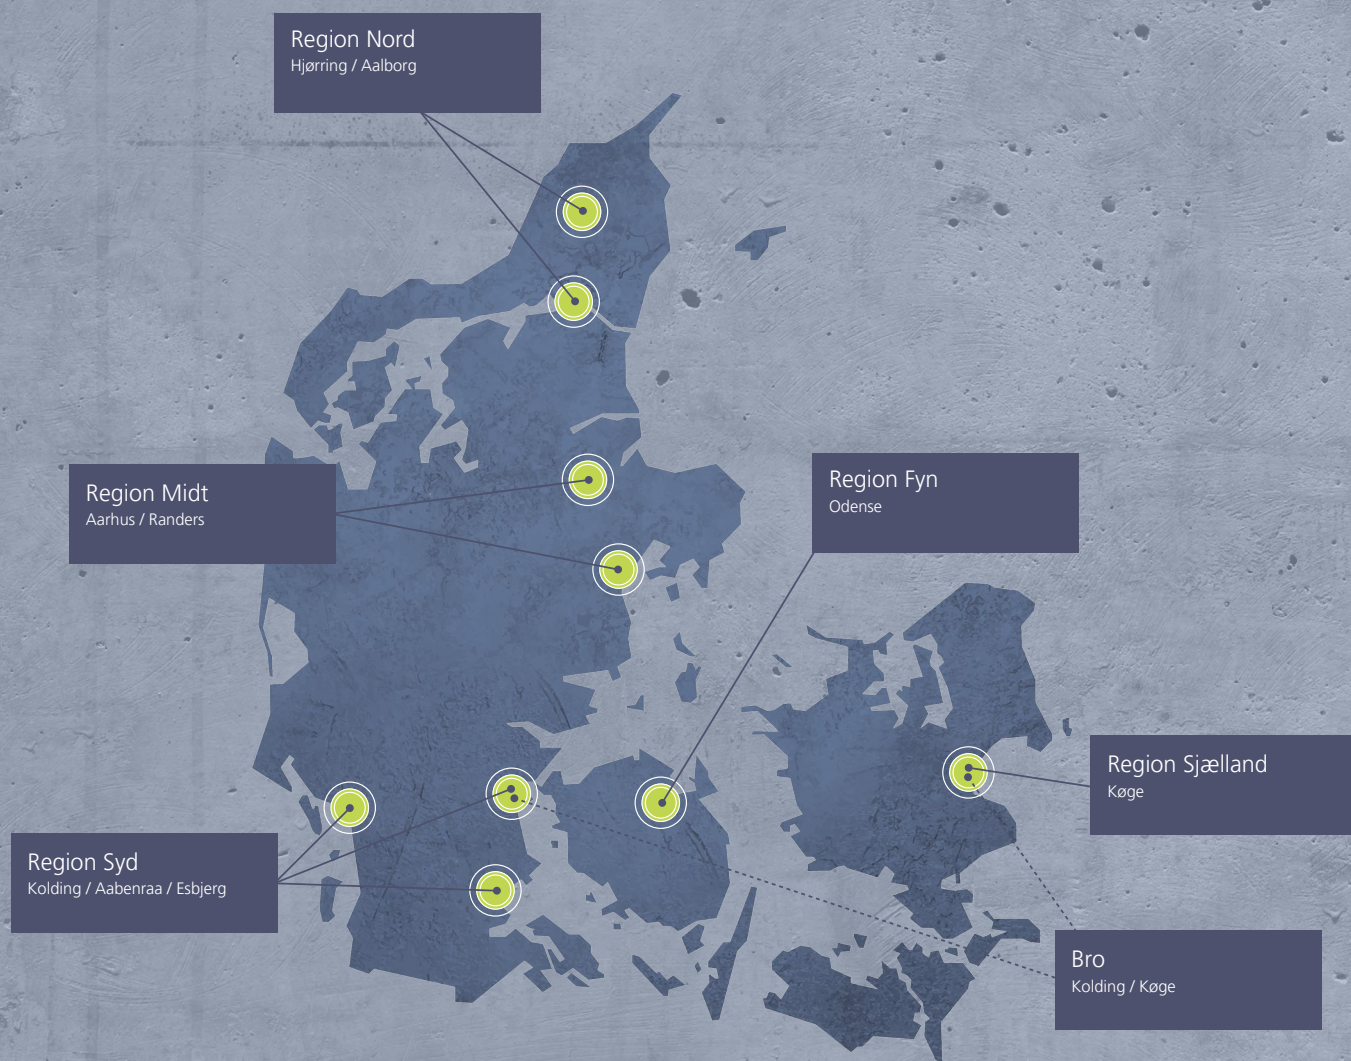 Region Nord
Hjørring / Aalborg
Region Midt
Aarhus / Randers
Region Fyn
Odense
Region Sjælland
Køge
Region Syd
Kolding / Aabenraa / Esbjerg
Bro
Kolding / Køge